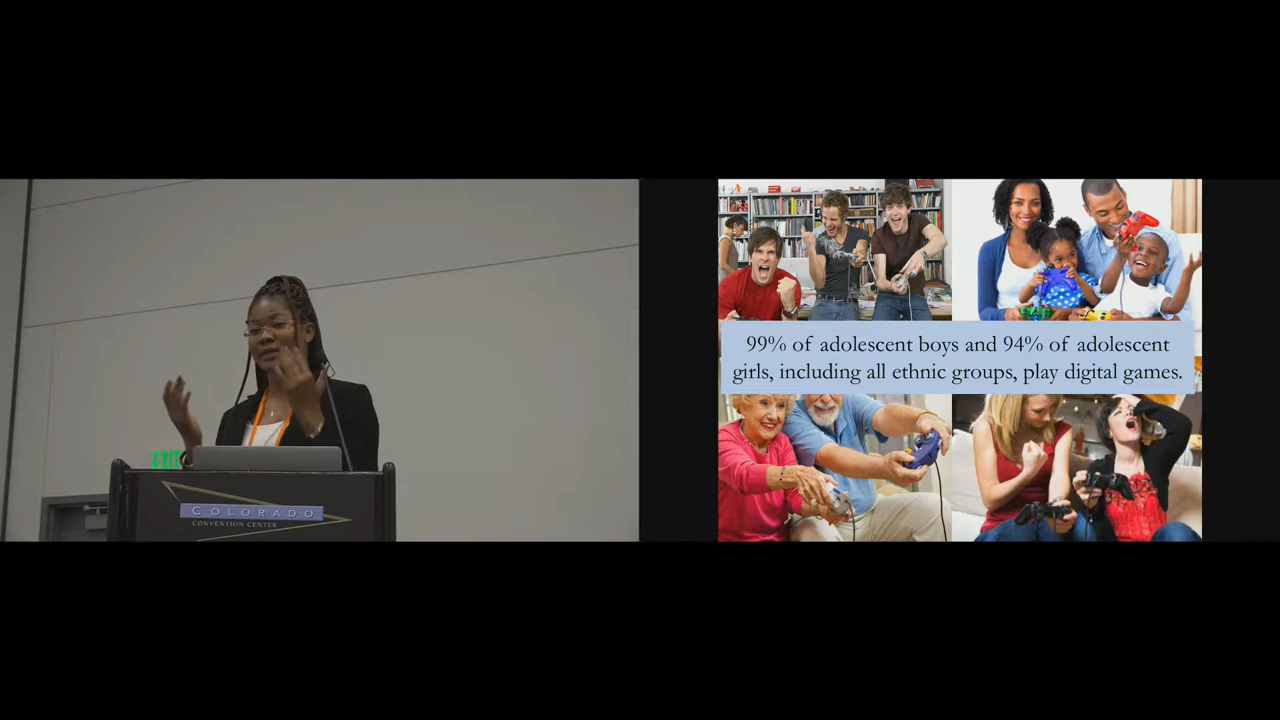 EXIT
COLORADO
CONVENTION CENTER
99% of adolescent boys and 94% of adolescent
girls, including all ethnic groups, play digital games.